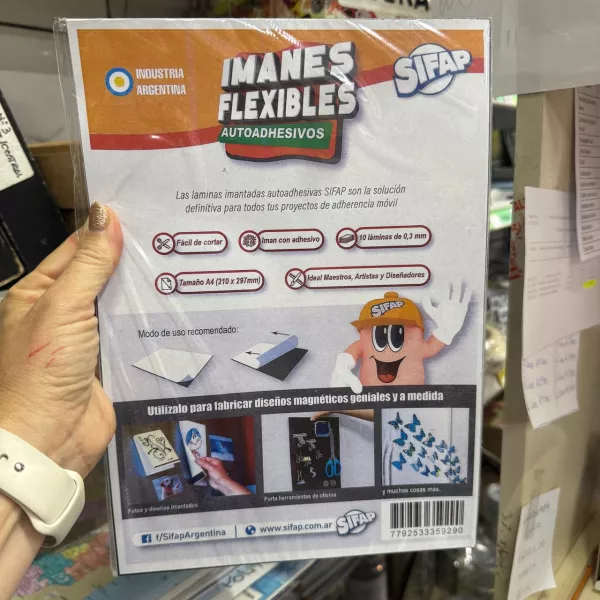 INDUSTRIA
ARGENTINA
IMANES
FLEXIBLES
AUTOADHESIVOS
SIFAP
Las laminas imantadas autoadhesivas SIFAP son la solución
definitiva para todos tus proyectos de adherencia móvil
Fácil de cortar
Iman con adhesivo
10 láminas de 0,3 mm
Tamaño A4 (210 x 297mm)
Ideal Maestros, Artistas y Diseñadores
Modo de uso recomendado:
SIFAP
Utilizalo para fabricar diseños magnéticos geniales y a medida
Fotos y diseños imantados
Porta herramientas de oficina
y muchas cosas mas.
f/SifapArgentina
www.sifap.com.ar
SIFAP
7792533359290